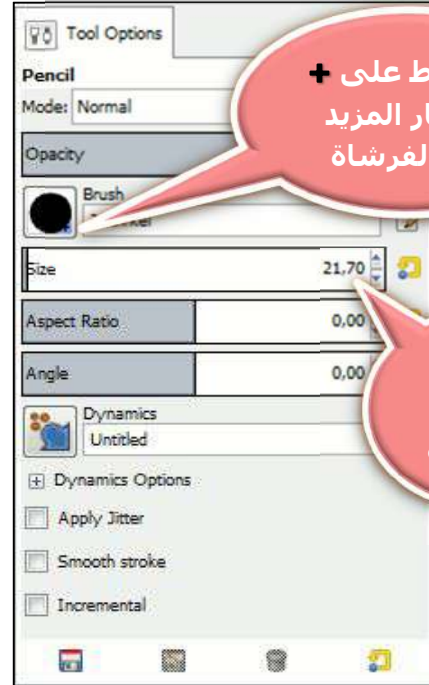 Tool Options
Pencil
Mode: Normal
ط على +
ار المزيد
لفرشاة
Opacity
Brush
Size 21,70
Aspect Ratio 0,00
Angle 0,00
Dynamics
Untitled
Dynamics Options
Apply Jitter
Smooth stroke
Incremental